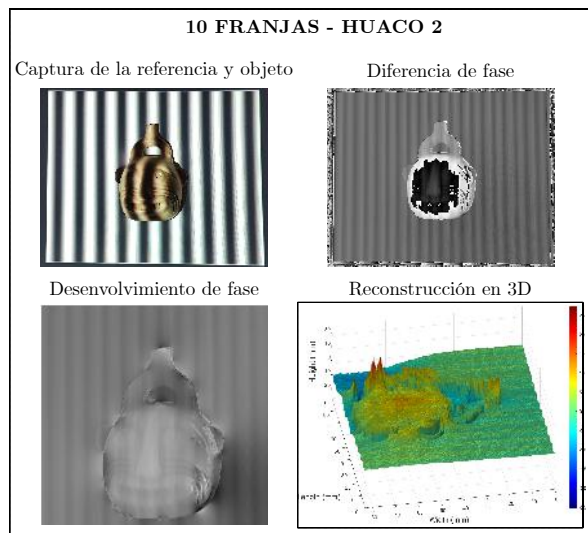 10 FRANJAS - HUACO 2
Captura de la referencia y objeto
Diferencia de fase
Desenvolvimiento de fase
Reconstrucción en 3D